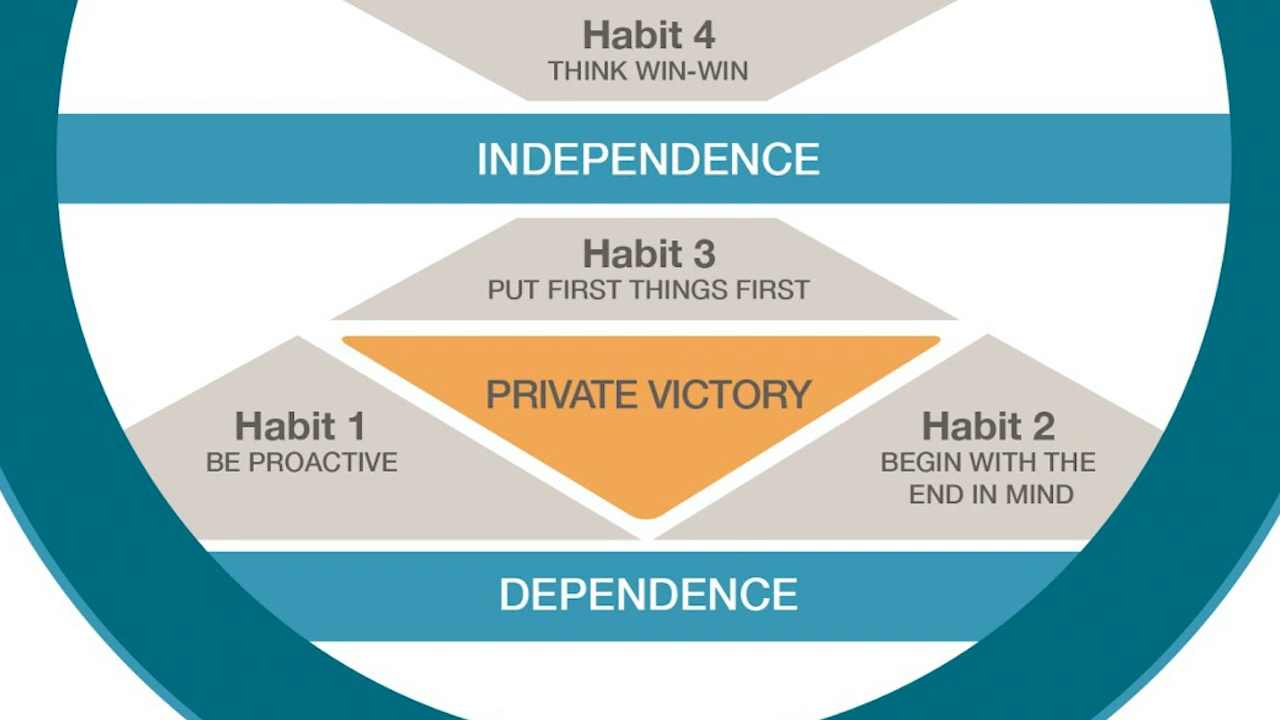 Habit 4
THINK WIN-WIN
INDEPENDENCE
Habit 3
PUT FIRST THINGS FIRST
PRIVATE VICTORY
Habit 1
BE PROACTIVE
Habit 2
BEGIN WITH THE
END IN MIND
DEPENDENCE